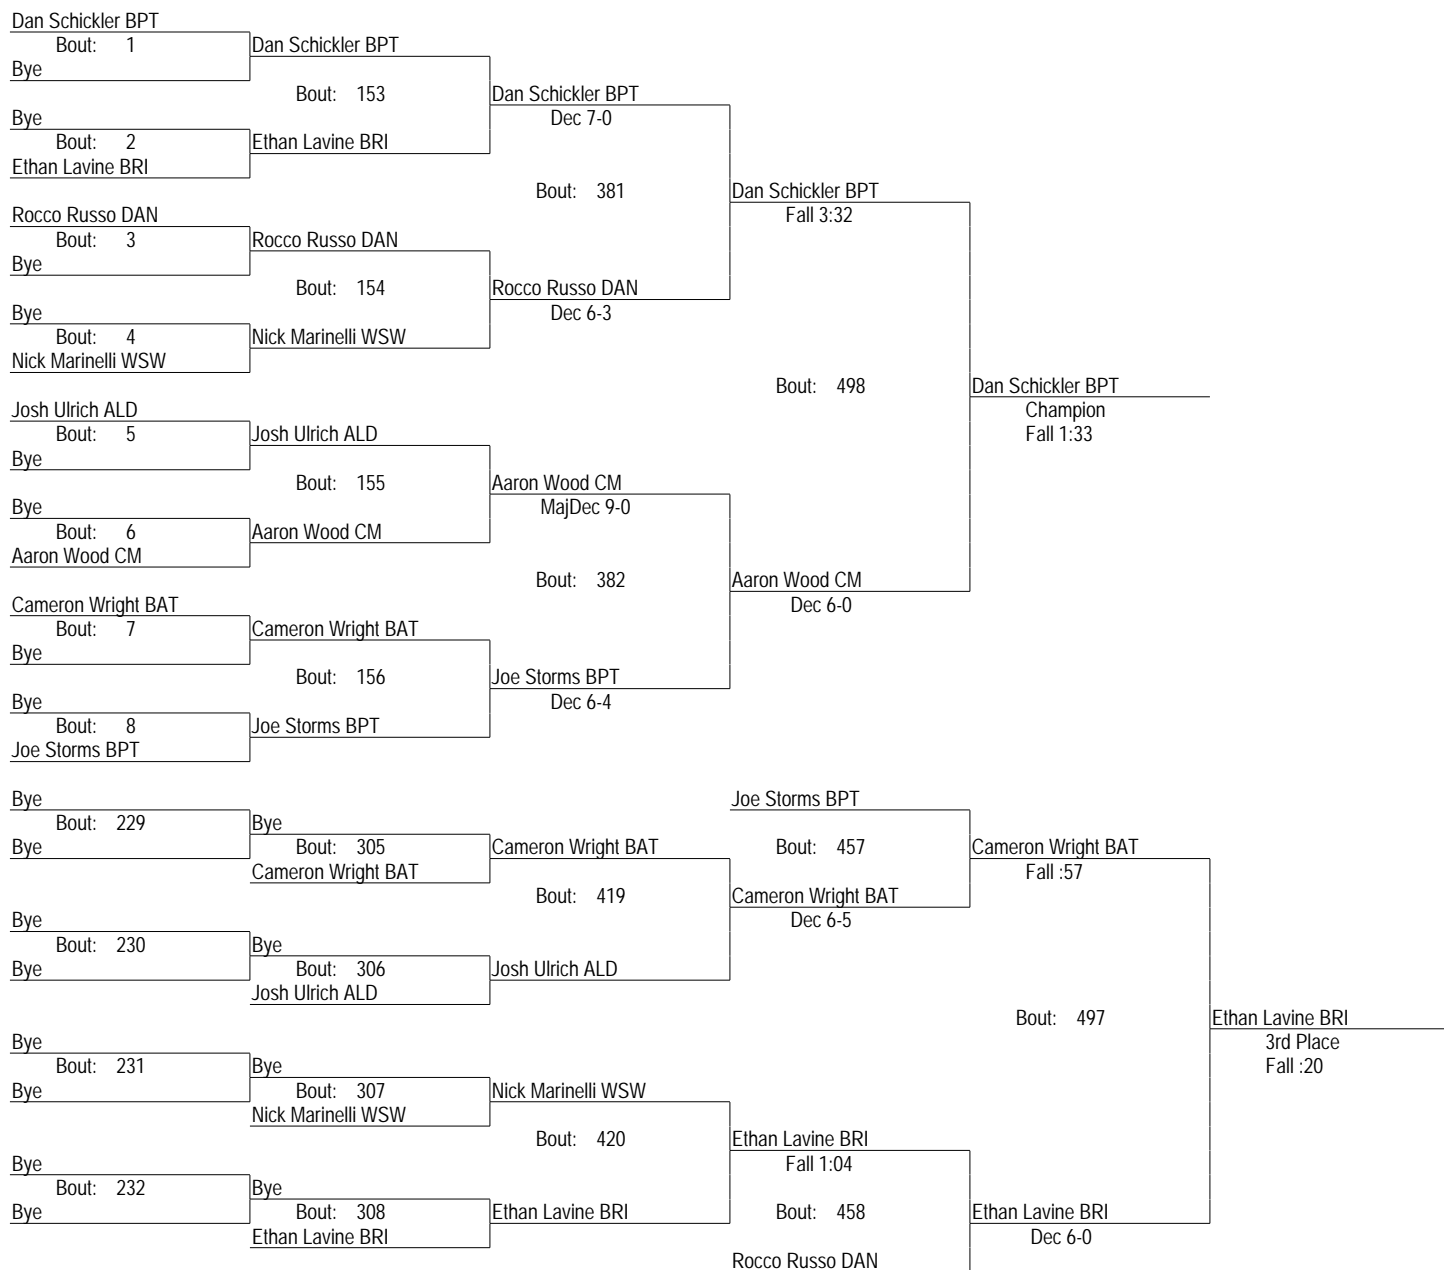 Dan Schickler BPT
Bout: 1
Dan Schickler BPT
Bye
Bout: 153
Dan Schickler BPT
Bye
Dec 7-0
Bout: 2
Ethan Lavine BRI
Ethan Lavine BRI
Bout: 381
Dan Schickler BPT
Rocco Russo DAN
Fall 3:32
Bout: 3
Rocco Russo DAN
Bye
Bout: 154
Rocco Russo DAN
Bye
Dec 6-3
Bout: 4
Nick Marinelli WSW
Nick Marinelli WSW
Bout: 498
Dan Schickler BPT
Josh Ulrich ALD
Champion
Bout: 5
Josh Ulrich ALD
Fall 1:33
Bye
Bout: 155
Aaron Wood CM
Bye
MajDec 9-0
Bout: 6
Aaron Wood CM
Aaron Wood CM
Bout: 382
Aaron Wood CM
Cameron Wright BAT
Dec 6-0
Bout: 7
Cameron Wright BAT
Bye
Bout: 156
Joe Storms BPT
Bye
Dec 6-4
Bout: 8
Joe Storms BPT
Joe Storms BPT
Bye
Joe Storms BPT
Bout: 229
Bye
Bye
Bout: 305
Cameron Wright BAT
Bout: 457
Cameron Wright BAT
Cameron Wright BAT
Fall :57
Bout: 419
Cameron Wright BAT
Bye
Dec 6-5
Bout: 230
Bye
Bye
Bout: 306
Josh Ulrich ALD
Josh Ulrich ALD
Bout: 497
Ethan Lavine BRI
Bye
3rd Place
Bout: 231
Bye
Fall :20
Bye
Bout: 307
Nick Marinelli WSW
Nick Marinelli WSW
Bout: 420
Ethan Lavine BRI
Bye
Fall 1:04
Bout: 232
Bye
Bye
Bout: 308
Ethan Lavine BRI
Bout: 458
Ethan Lavine BRI
Ethan Lavine BRI
Dec 6-0
Rocco Russo DAN